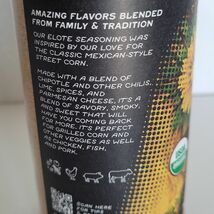 AMAZING FLAVORS BLENDED
FROM FAMILY & TRADITION
OUR ELOTE SEASONING WAS
INSPIRED BY OUR LOVE FOR
THE CLASSIC MEXICAN-STYLE
STREET CORN.
MADE WITH A BLEND OF
CHIPOTLE AND OTHER CHILIS,
LIME, SPICES, AND
PARMESAN CHEESE, IT'S A
BLEND OF SAVORY, SMOKY,
AND SWEET THAT WILL
HAVE YOU COMING BACK
FOR MORE. IT'S PERFECT
FOR GRILLED CORN AND
OTHER VEGGIES AS WELL
AS CHICKEN, FISH,
AND PORK.
SCAN
FOR